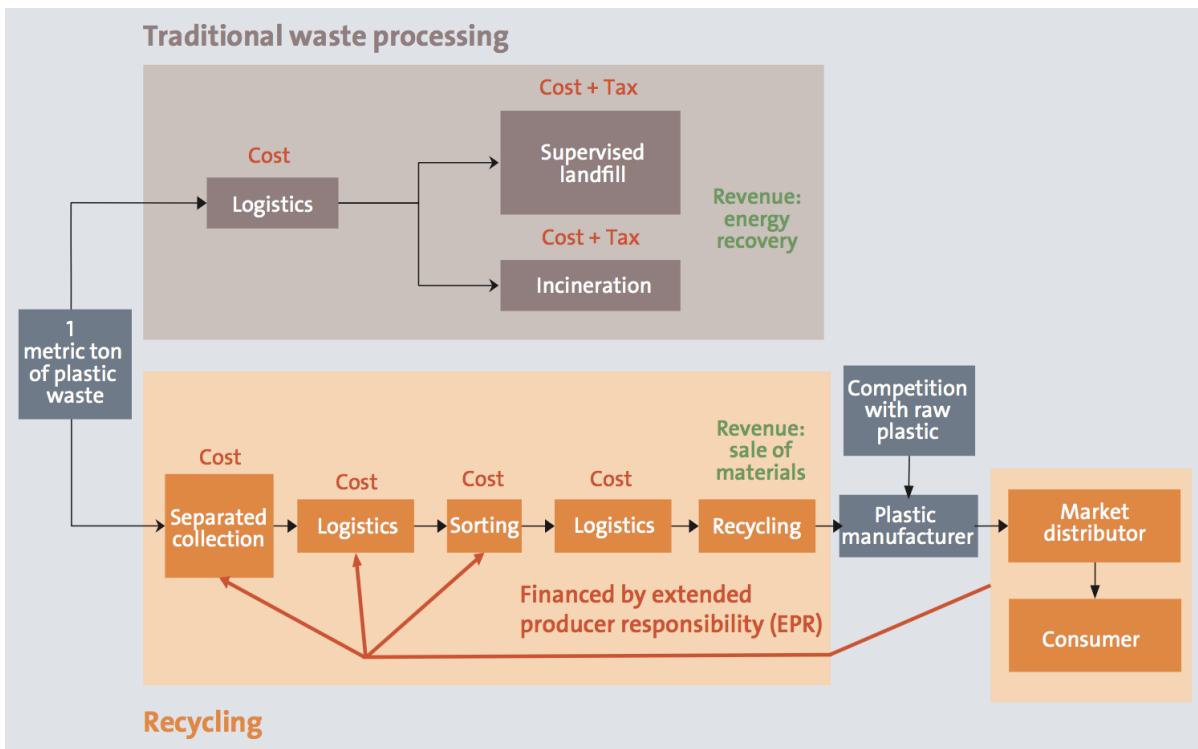 Traditional waste processing
Cost + Tax
Supervised
landfill
Cost
Logistics
Revenue:
energy
recovery
Cost + Tax
Incineration
1
metric ton
of plastic
waste
Competition
with raw
plastic
Revenue:
sale of
materials
Cost
Separated
collection
Cost
Logistics
Cost
Sorting
Cost
Logistics
Recycling
Plastic
manufacturer
Market
distributor
Financed by extended
producer responsibility (EPR)
Consumer
Recycling